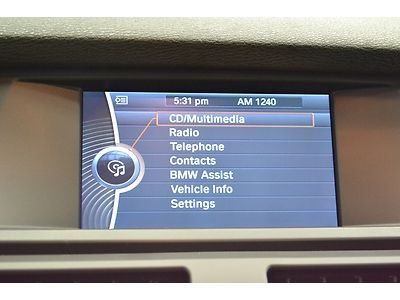 5:31 pm AM 1240
CD/Multimedia
Radio
Telephone
Contacts
BMW Assist
Vehicle Info
Settings